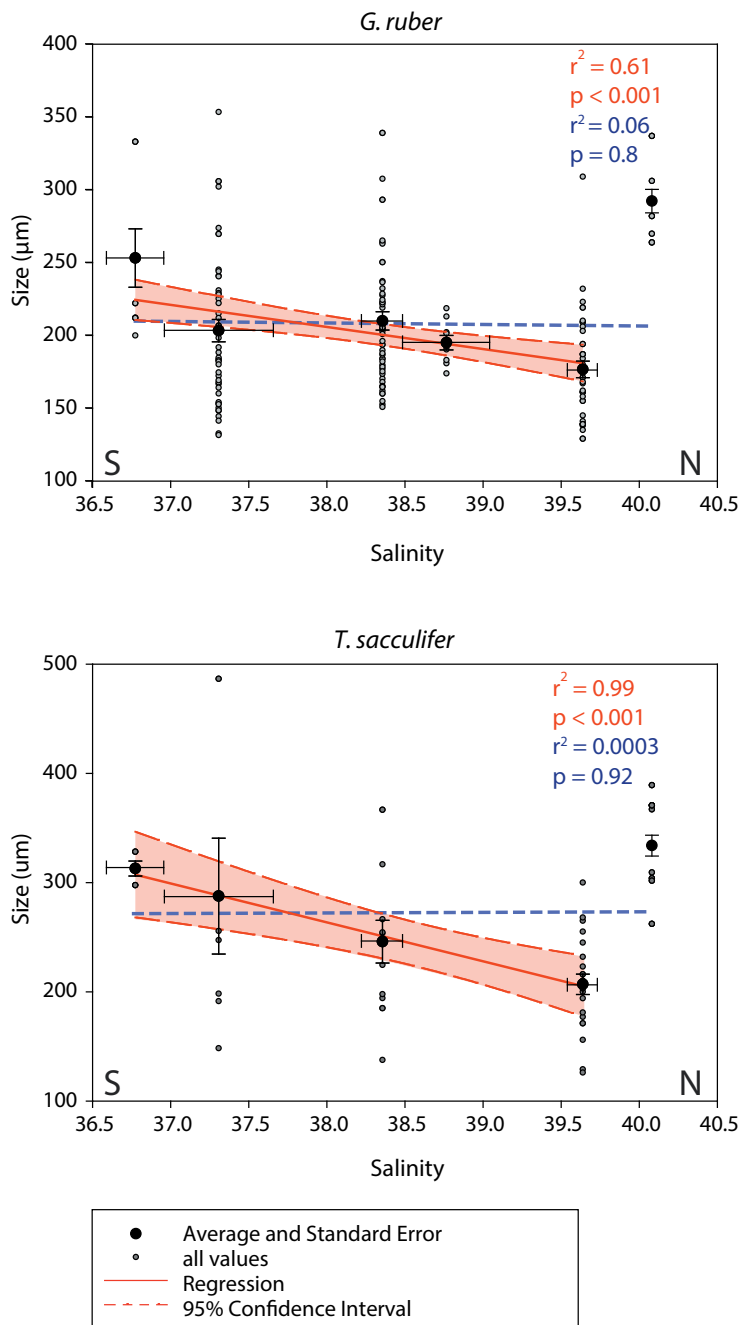 G. ruber
400
350
300
250
200
150
100
Size (µm)
r² = 0.61
p < 0.001
r² = 0.06
p = 0.8
S
N
36.5 37.0 37.5 38.0 38.5 39.0 39.5 40.0 40.5
Salinity
T. sacculifer
500
400
300
200
100
Size (um)
r² = 0.99
p < 0.001
r² = 0.0003
p = 0.92
S
N
36.5 37.0 37.5 38.0 38.5 39.0 39.5 40.0 40.5
Salinity
Average and Standard Error
all values
Regression
95% Confidence Interval